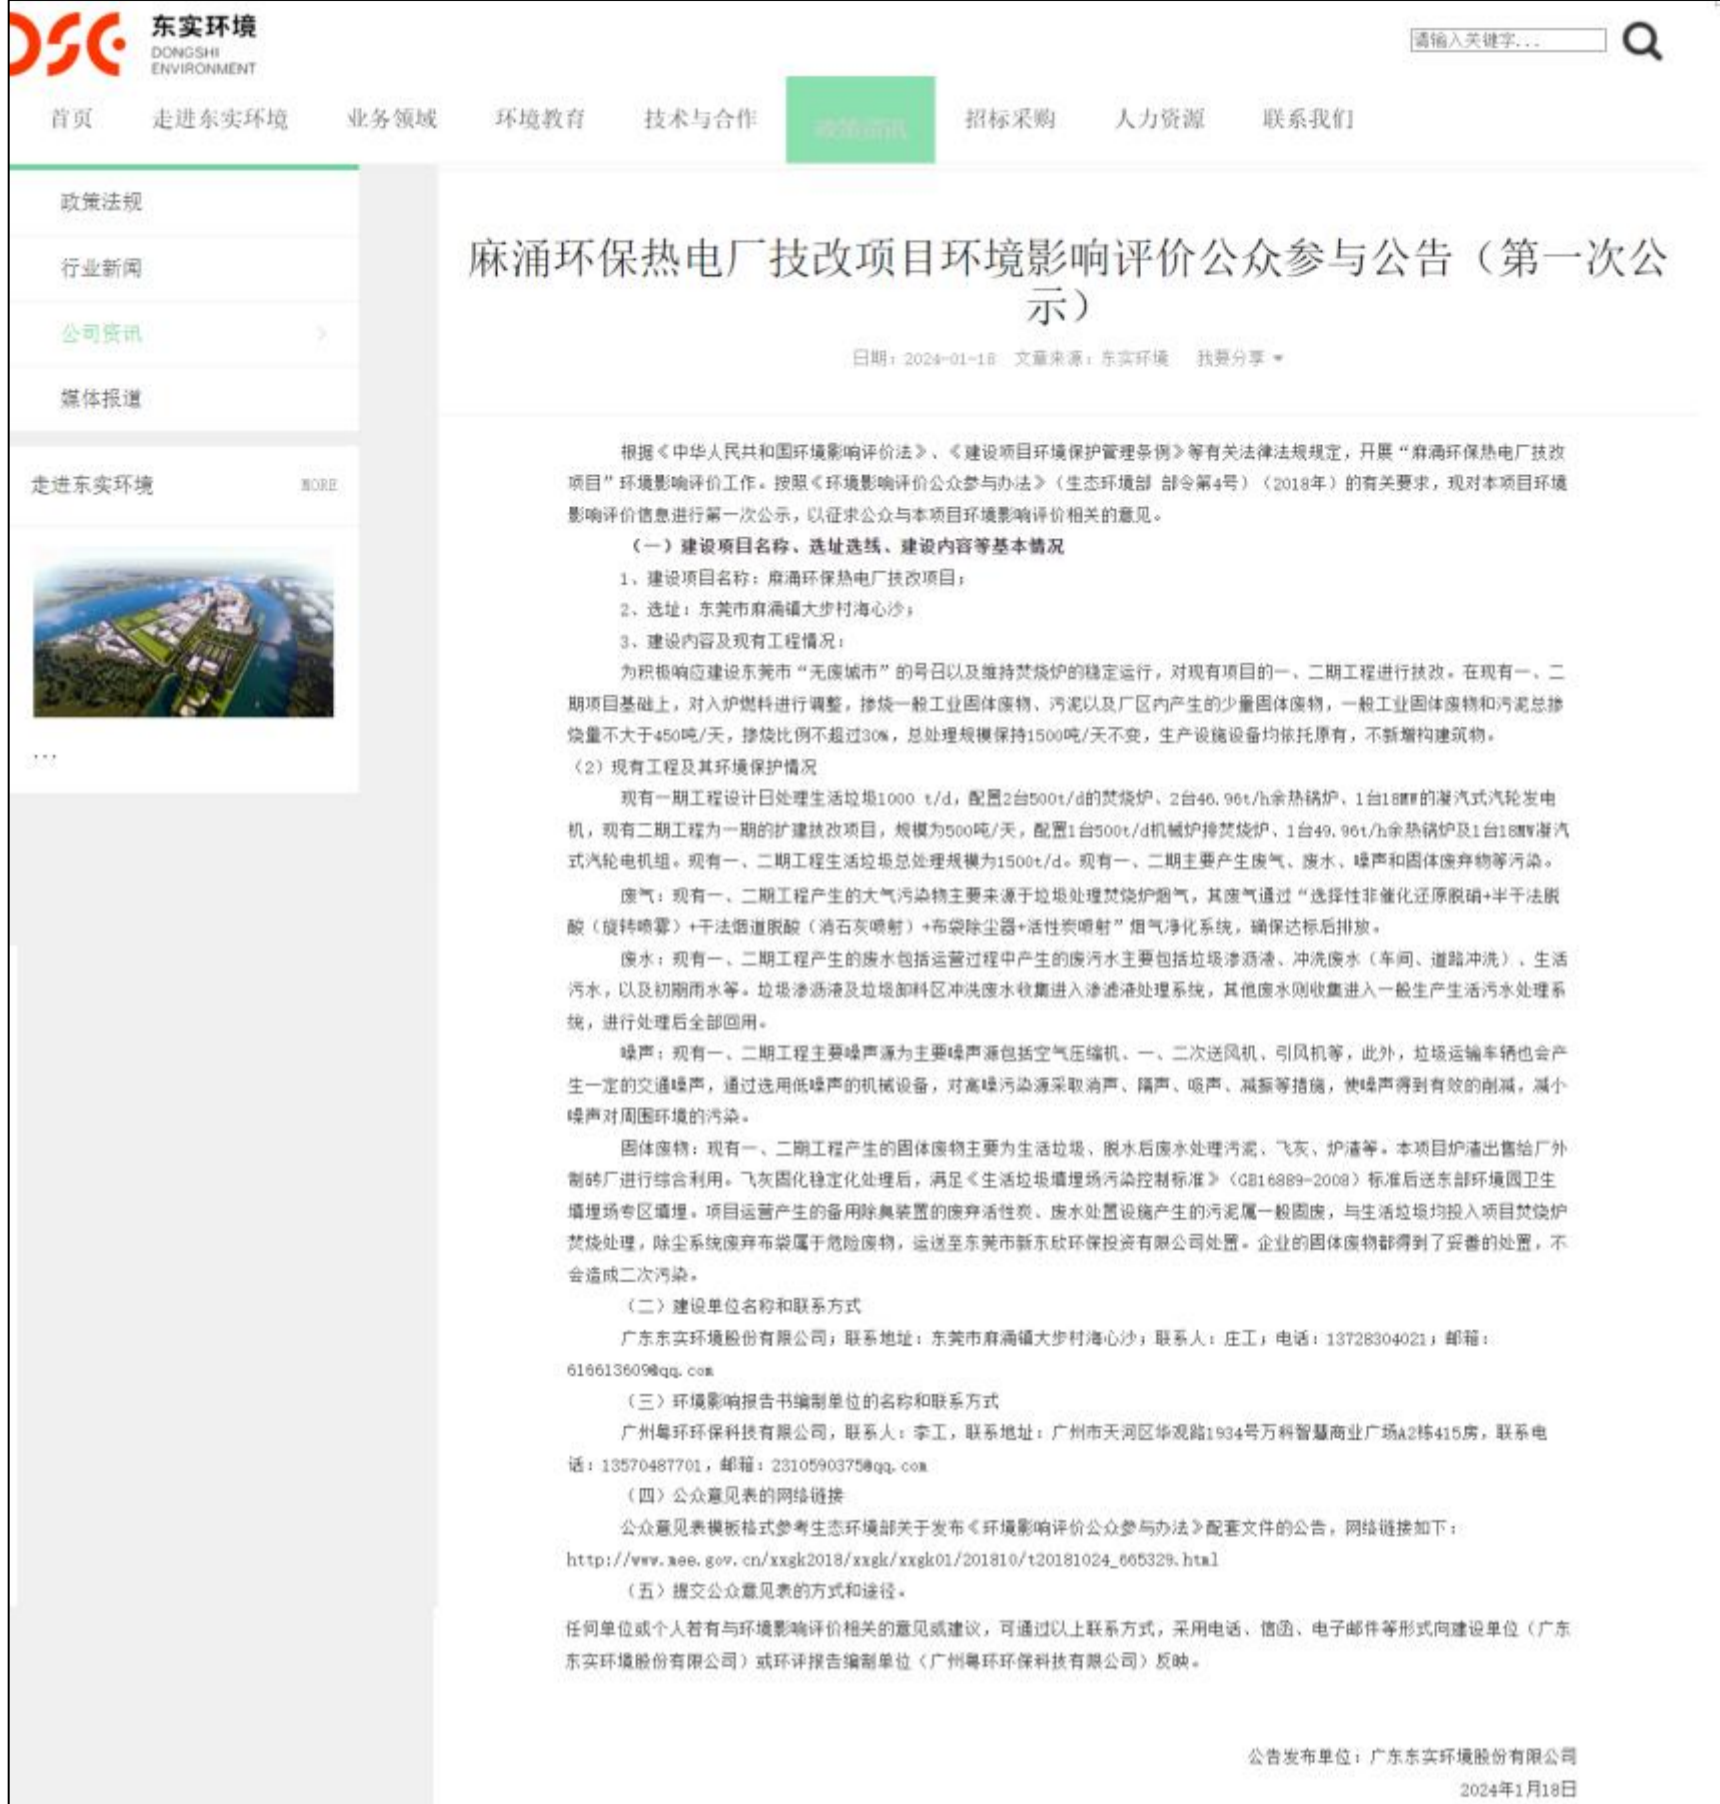 东实环境
DONGSHI
ENVIRONMENT
请输入关键字...
首页 走进东实环境 业务领域 环境教育 技术与合作 政策资讯 招标采购 人力资源 联系我们
政策法规
行业新闻
公司资讯
媒体报道
走进东实环境 MORE
...
麻涌环保热电厂技改项目环境影响评价公众参与公告（第一次公
示）
日期：2024-01-18 文章来源：东实环境 我要分享
根据《中华人民共和国环境影响评价法》、《建设项目环境保护管理条例》等有关法律法规规定，开展“麻涌环保热电厂技改
项目”环境影响评价工作。按照《环境影响评价公众参与办法》（生态环境部 部令第4号）（2018年）的有关要求，现对本项目环境
影响评价信息进行第一次公示，以征求公众与本项目环境影响评价相关的意见。
（一）建设项目名称、选址选线、建设内容等基本情况
1、建设项目名称：麻涌环保热电厂技改项目；
2、选址：东莞市麻涌镇大步村海心沙；
3、建设内容及现有工程情况：
为积极响应建设东莞市“无废城市”的号召以及维持焚烧炉的稳定运行，对现有项目的一、二期工程进行技改。在现有一、二
期项目基础上，对入炉燃料进行调整，掺烧一般工业固体废物、污泥以及厂区内产生的少量固体废物，一般工业固体废物和污泥总掺
烧量不大于450吨/天，掺烧比例不超过30%，总处理规模保持1500吨/天不变，生产设施设备均依托原有，不新增构建筑物。
（2）现有工程及其环境保护情况
现有一期工程设计日处理生活垃圾1000 t/d，配置2台500t/d的焚烧炉、2台46.96t/h余热锅炉、1台18MW的凝汽式汽轮发电
机，现有二期工程为一期的扩建技改项目，规模为500吨/天，配置1台500t/d机械炉排焚烧炉、1台49.96t/h余热锅炉及1台18MW凝汽
式汽轮电机组。现有一、二期工程生活垃圾总处理规模为1500t/d。现有一、二期主要产生废气、废水、噪声和固体废弃物等污染。
废气：现有一、二期工程产生的大气污染物主要来源于垃圾处理焚烧炉烟气，其废气通过“选择性非催化还原脱硝+半干法脱
酸（旋转喷雾）+干法烟道脱酸（消石灰喷射）+布袋除尘器+活性炭喷射”烟气净化系统，确保达标后排放。
废水：现有一、二期工程产生的废水包括运营过程中产生的废污水主要包括垃圾渗沥液、冲洗废水（车间、道路冲洗）、生活
污水，以及初期雨水等。垃圾渗沥液及垃圾卸料区冲洗废水收集进入渗滤液处理系统，其他废水则收集进入一般生产生活污水处理系
统，进行处理后全部回用。
噪声：现有一、二期工程主要噪声源为主要噪声源包括空气压缩机、一、二次送风机、引风机等，此外，垃圾运输车辆也会产
生一定的交通噪声，通过选用低噪声的机械设备，对高噪污染源采取消声、隔声、吸声、减振等措施，使噪声得到有效的削减，减小
噪声对周围环境的污染。
固体废物：现有一、二期工程产生的固体废物主要为生活垃圾、脱水后废水处理污泥、飞灰、炉渣等。本项目炉渣出售给厂外
制砖厂进行综合利用。飞灰固化稳定化处理后，满足《生活垃圾填埋场污染控制标准》（GB16889-2008）标准后送东部环境园卫生
填埋场专区填埋。项目运营产生的备用除臭装置的废弃活性炭、废水处置设施产生的污泥属一般固废，与生活垃圾均投入项目焚烧炉
焚烧处理，除尘系统废弃布袋属于危险废物，运送至东莞市新东欣环保投资有限公司处置。企业的固体废物都得到了妥善的处置，不
会造成二次污染。
（二）建设单位名称和联系方式
广东东实环境股份有限公司；联系地址：东莞市麻涌镇大步村海心沙；联系人：庄工；电话：13728304021；邮箱：
616613609@qq.com
（三）环境影响报告书编制单位的名称和联系方式
广州粤环环保科技有限公司，联系人：李工，联系地址：广州市天河区华观路1934号万科智慧商业广场A2栋415房，联系电
话：13570487701，邮箱：2310590375@qq.com
（四）公众意见表的网络链接
公众意见表模板格式参考生态环境部关于发布《环境影响评价公众参与办法》配套文件的公告，网络链接如下：
http://www.mee.gov.cn/xxgk2018/xxgk/xxgk01/201810/t20181024_665329.html
（五）提交公众意见表的方式和途径。
任何单位或个人若有与环境影响评价相关的意见或建议，可通过以上联系方式，采用电话、信函、电子邮件等形式向建设单位（广东
东实环境股份有限公司）或环评报告编制单位（广州粤环环保科技有限公司）反映。
公告发布单位：广东东实环境股份有限公司
2024年1月18日